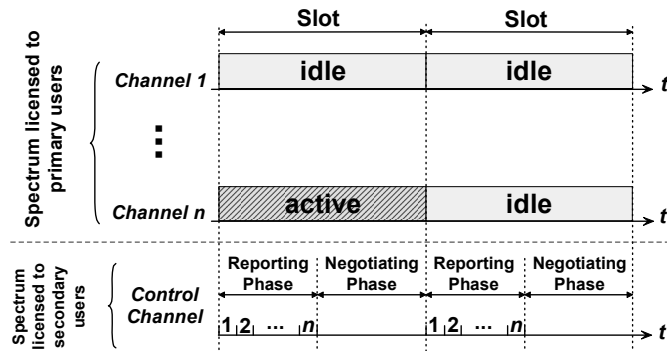 Slot Slot
Spectrum licensed to
primary users
Channel 1 idle idle t
⋮
Channel n active idle t
Spectrum
licensed to
secondary
users
Reporting Negotiating Reporting Negotiating
Phase Phase Phase Phase
Control
Channel
1 2 ... n 1 2 ... n t